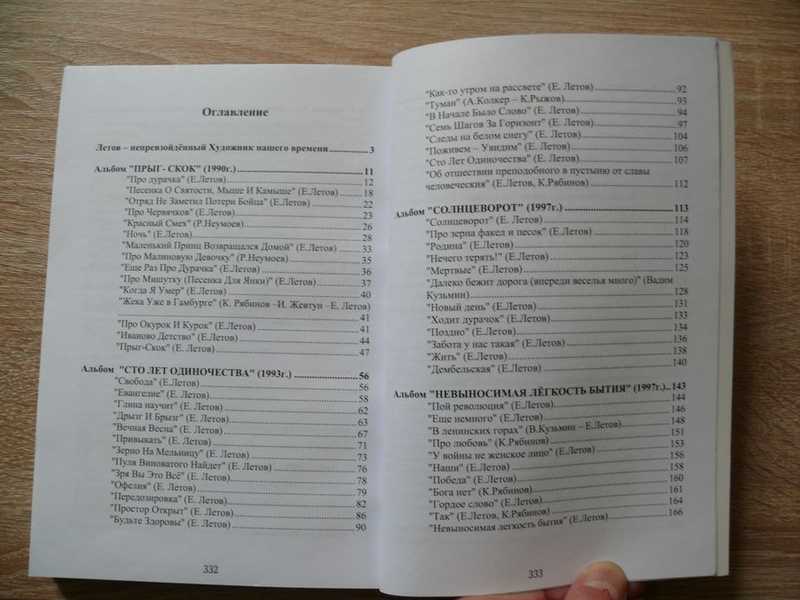 Оглавление
Летов – непревзойдённый Художник нашего времени 3
Альбом "ПРЫГ- СКОК" (1990г.) 11
"Про дурачка" (Е.Летов) 12
"Песенка О Святости, Мыше И Камыше" (Е.Летов) 18
"Отряд Не Заметил Потери Бойца" (Е.Летов) 22
"Про Червячков" (Е.Летов) 23
"Красный Смех" (Р.Неумоев) 26
"Ночь" (Е.Летов) 28
"Маленький Принц Возвращался Домой" (Е.Летов) 33
"Про Малиновую Девочку" (Р.Неумоев) 35
"Еще Раз Про Дурачка" (Е.Летов) 36
"Про Мишутку (Песенка Для Янки)" (Е.Летов) 37
"Когда Я Умер" (Е.Летов) 40
"Жека Уже в Гамбурге" (К. Рябинов –И. Жевтун – Е. Летов)
41
"Про Окурок И Курок" (Е.Летов) 41
"Иваново Детство" (Е.Летов) 44
"Прыг-Скок" (Е.Летов) 47
Альбом "СТО ЛЕТ ОДИНОЧЕСТВА" (1993г.) 56
"Свобода" (Е.Летов) 56
"Евангелие" (Е.Летов) 58
"Глина научит" (Е. Летов) 62
"Дрызг И Брызг" (Е. Летов) 63
"Вечная Весна" (Е. Летов) 67
"Привыкать" (Е. Летов) 71
"Зерно На Мельницу" (Е. Летов) 73
"Пуля Виноватого Найдет" (Е. Летов) 76
"Зря Вы Это Всё" (Е. Летов) 78
"Офелия" (Е. Летов) 79
"Передозировка" (Е. Летов) 82
"Простор Открыт" (Е. Летов) 86
"Будьте Здоровы" (Е. Летов) 90
332
"Как-то утром на рассвете" (Е. Летов) 92
"Туман" (А.Колкер – К.Рыжов) 93
"В Начале Было Слово" (Е. Летов) 94
"Семь Шагов За Горизонт" (Е. Летов) 97
"Следы на белом снегу" (Е. Летов) 104
"Поживем – Увидим" (Е. Летов) 106
"Сто Лет Одиночества" (Е. Летов) 107
"Об отшествии преподобного в пустыню от славы
человеческия" (Е.Летов, К.Рябинов) 112
Альбом "СОЛНЦЕВОРОТ" (1997г.) 113
"Солнцеворот" (Е. Летов) 114
"Про зерна факел и песок" (Е. Летов) 118
"Родина" (Е.Летов) 120
"Нечего терять!" (Е. Летов) 123
"Мертвые" (Е.Летов) 125
"Далеко бежит дорога (впереди веселья много)" (Вадим
Кузьмин) 128
"Новый день" (Е.Летов) 131
"Ходит дурачок" (Е.Летов) 133
"Поздно" (Е.Летов) 134
"Забота у нас такая" (Е.Летов) 136
"Жить" (Е.Летов) 138
"Дембельская" (Е.Летов) 140
Альбом "НЕВЫНОСИМАЯ ЛЁГКОСТЬ БЫТИЯ" (1997г.) 143
"Пой революция" (Е.Летов) 144
"Еще немного" (Е.Летов) 146
"В ленинских горах" (В.Кузьмин – Е.Летов) 148
"Про любовь" (К.Рябинов) 151
"У войны не женское лицо" (Е.Летов) 153
"Наши" (Е.Летов) 156
"Победа" (Е.Летов) 158
"Бога нет" (К.Рябинов) 160
"Гордое слово" (Е.Летов) 161
"Так" (Е.Летов, К.Рябинов) 164
"Невыносимая легкость бытия" (Е.Летов) 166
333